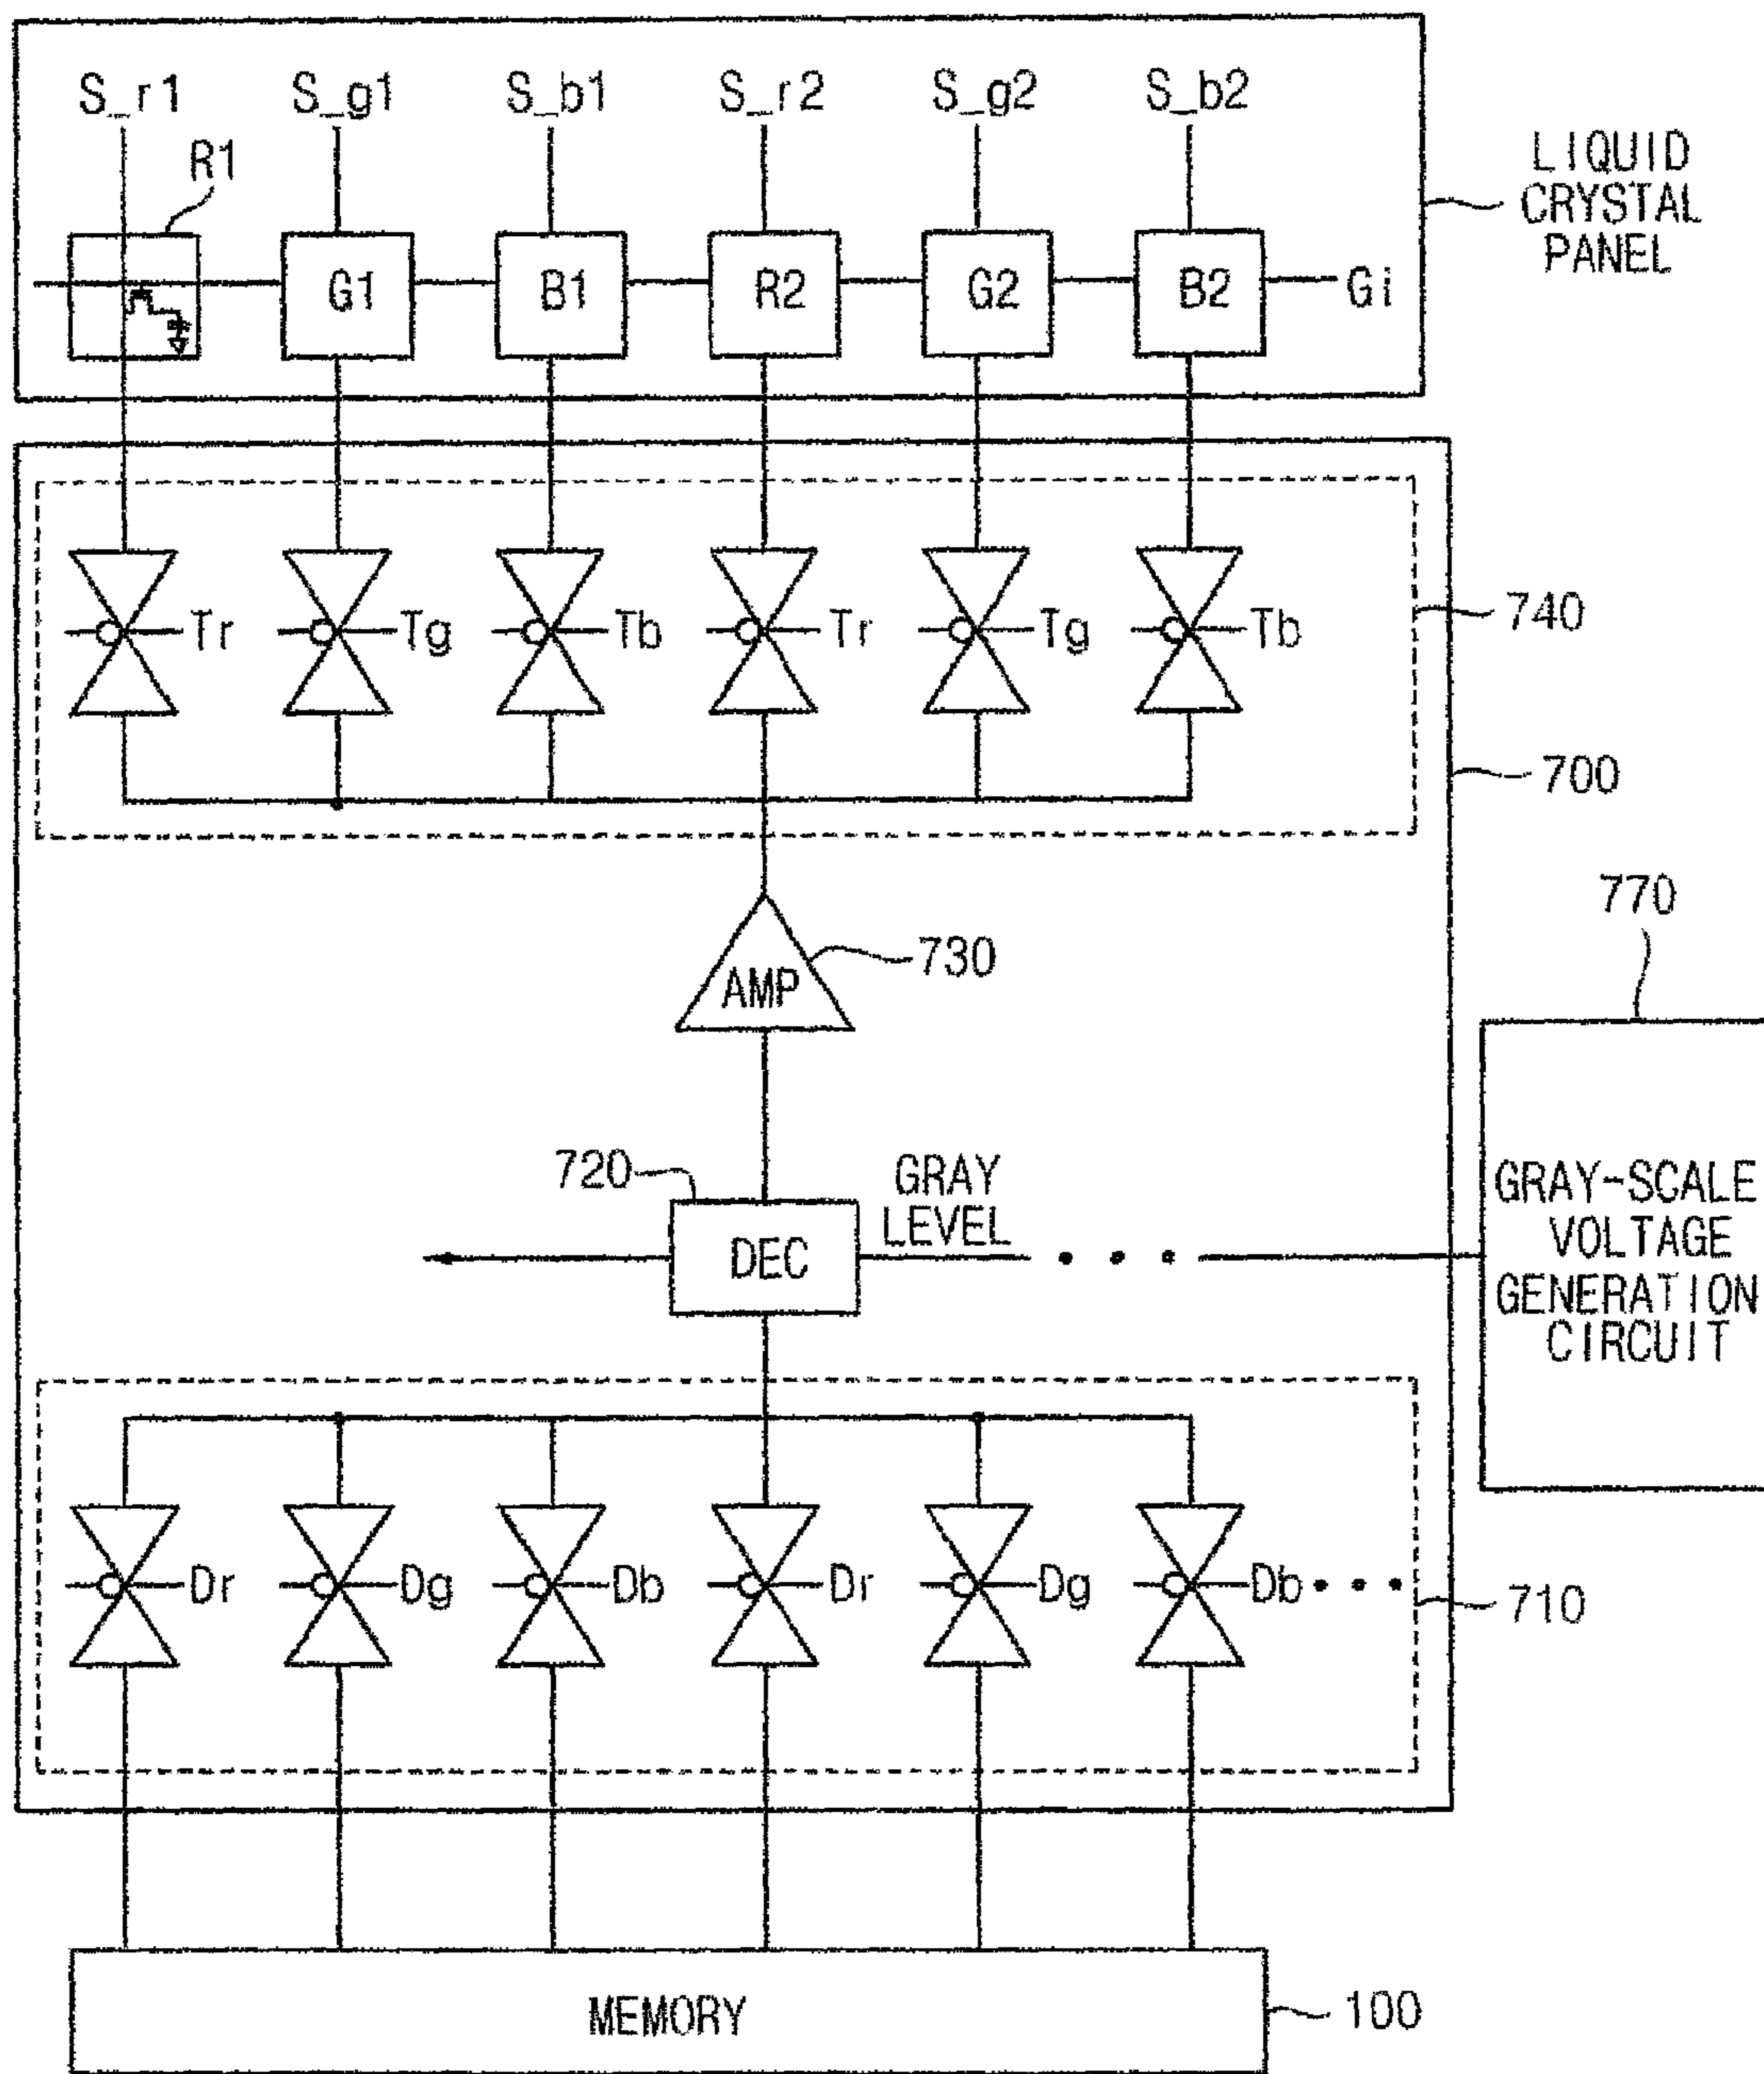 S_r1 S_g1 S_b1 S_r2 S_g2 S_b2
R1
LIQUID
CRYSTAL
PANEL
G1 B1 R2 G2 B2 Gi
Tr Tg Tb Tr Tg Tb
740
700
770
AMP
730
720
GRAY
LEVEL
DEC
• • •
GRAY-SCALE
VOLTAGE
GENERATION
CIRCUIT
Dr Dg Db Dr Dg Db • • •
710
MEMORY
100